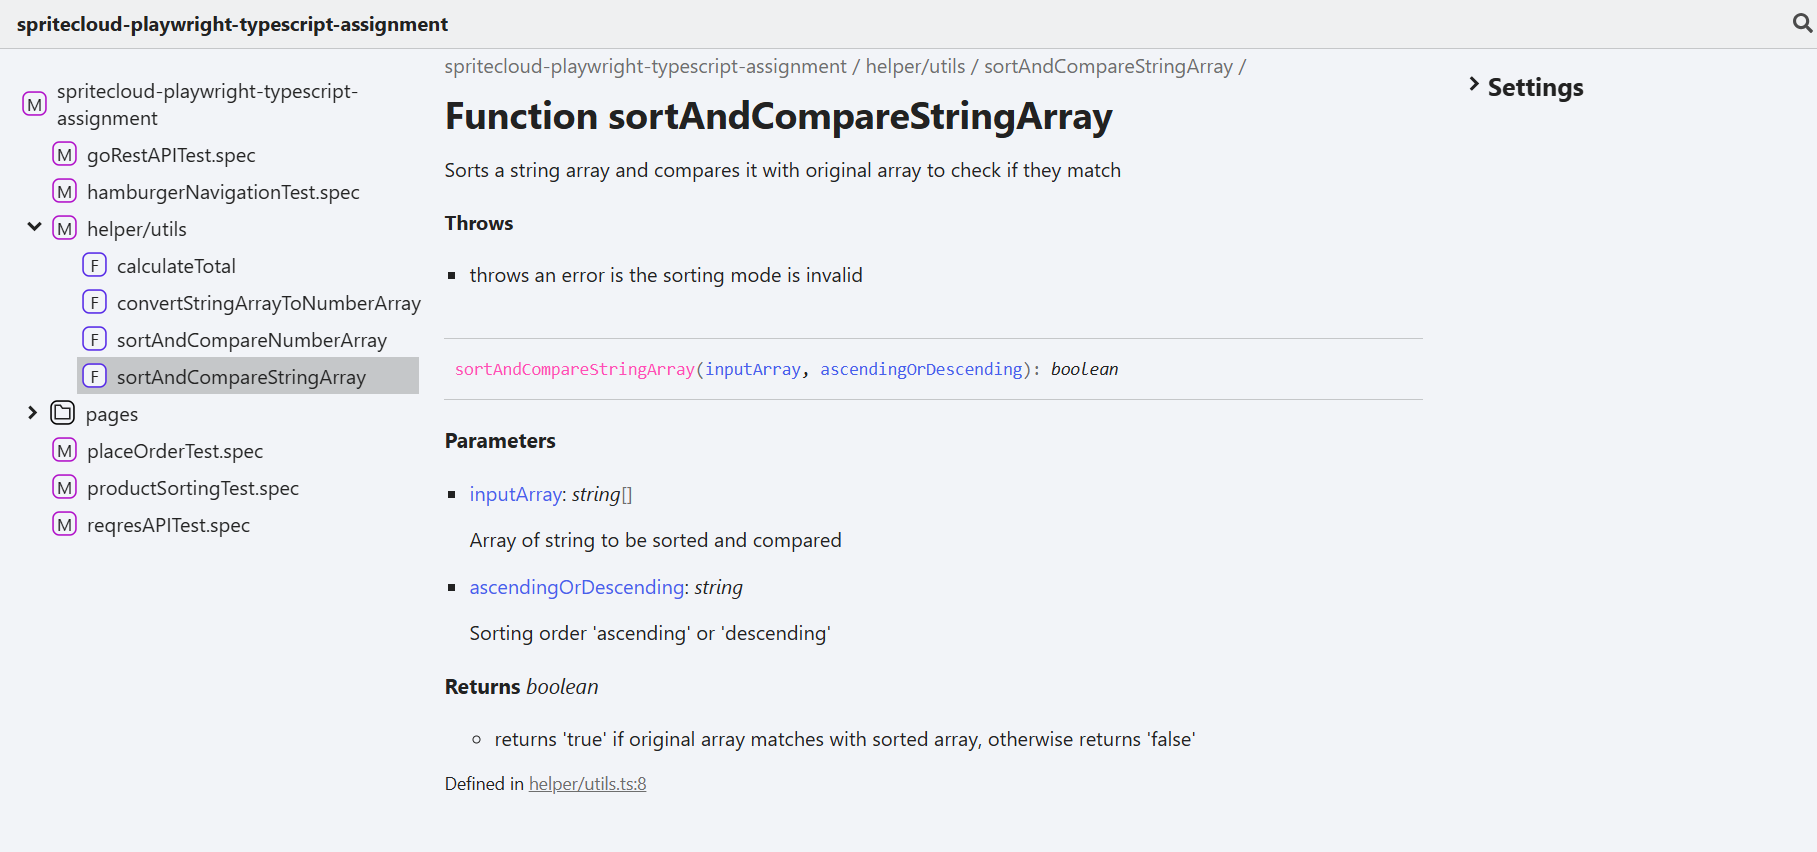 spritecloud-playwright-typescript-assignment
M spritecloud-playwright-typescript-
assignment
M goRestAPITest.spec
M hamburgerNavigationTest.spec
M helper/utils
F calculateTotal
F convertStringArrayToNumberArray
F sortAndCompareNumberArray
F sortAndCompareStringArray
pages
M placeOrderTest.spec
M productSortingTest.spec
M reqresAPITest.spec
spritecloud-playwright-typescript-assignment / helper/utils / sortAndCompareStringArray /
Function sortAndCompareStringArray
Sorts a string array and compares it with original array to check if they match
Throws
throws an error is the sorting mode is invalid
sortAndCompareStringArray(inputArray, ascendingOrDescending): boolean
Parameters
inputArray: string[]
Array of string to be sorted and compared
ascendingOrDescending: string
Sorting order 'ascending' or 'descending'
Returns boolean
returns 'true' if original array matches with sorted array, otherwise returns 'false'
Defined in helper/utils.ts:8
Settings